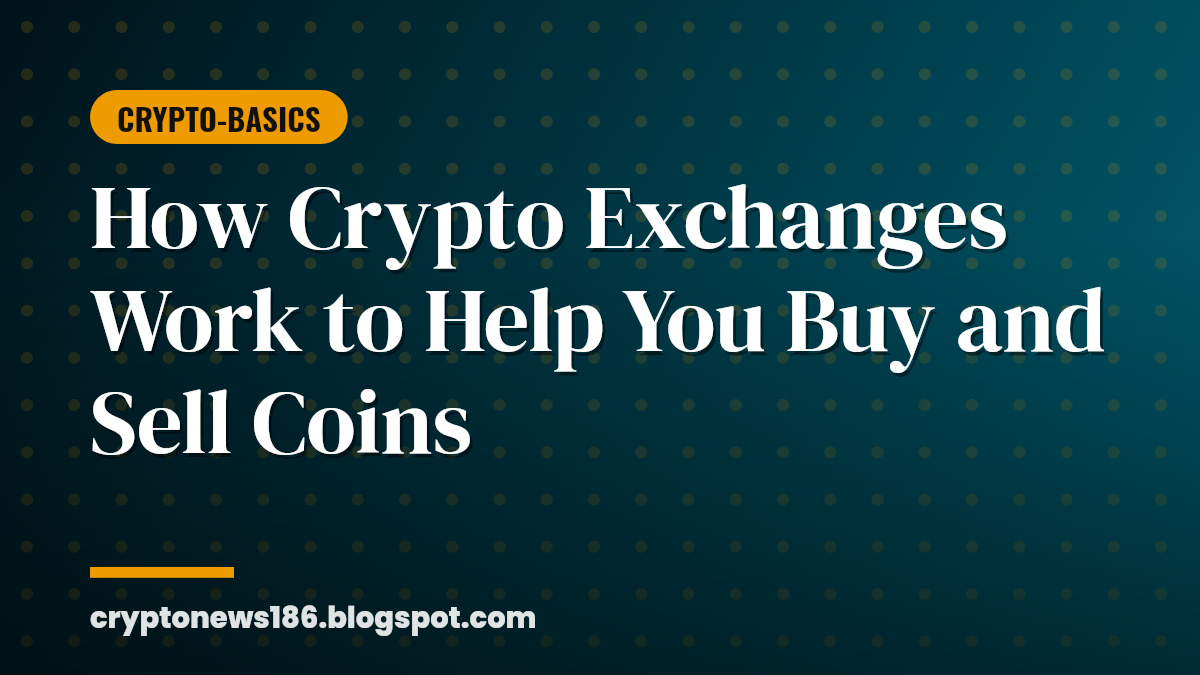 CRYPTO-BASICS
How Crypto Exchanges
Work to Help You Buy and
Sell Coins
cryptonews186.blogspot.com